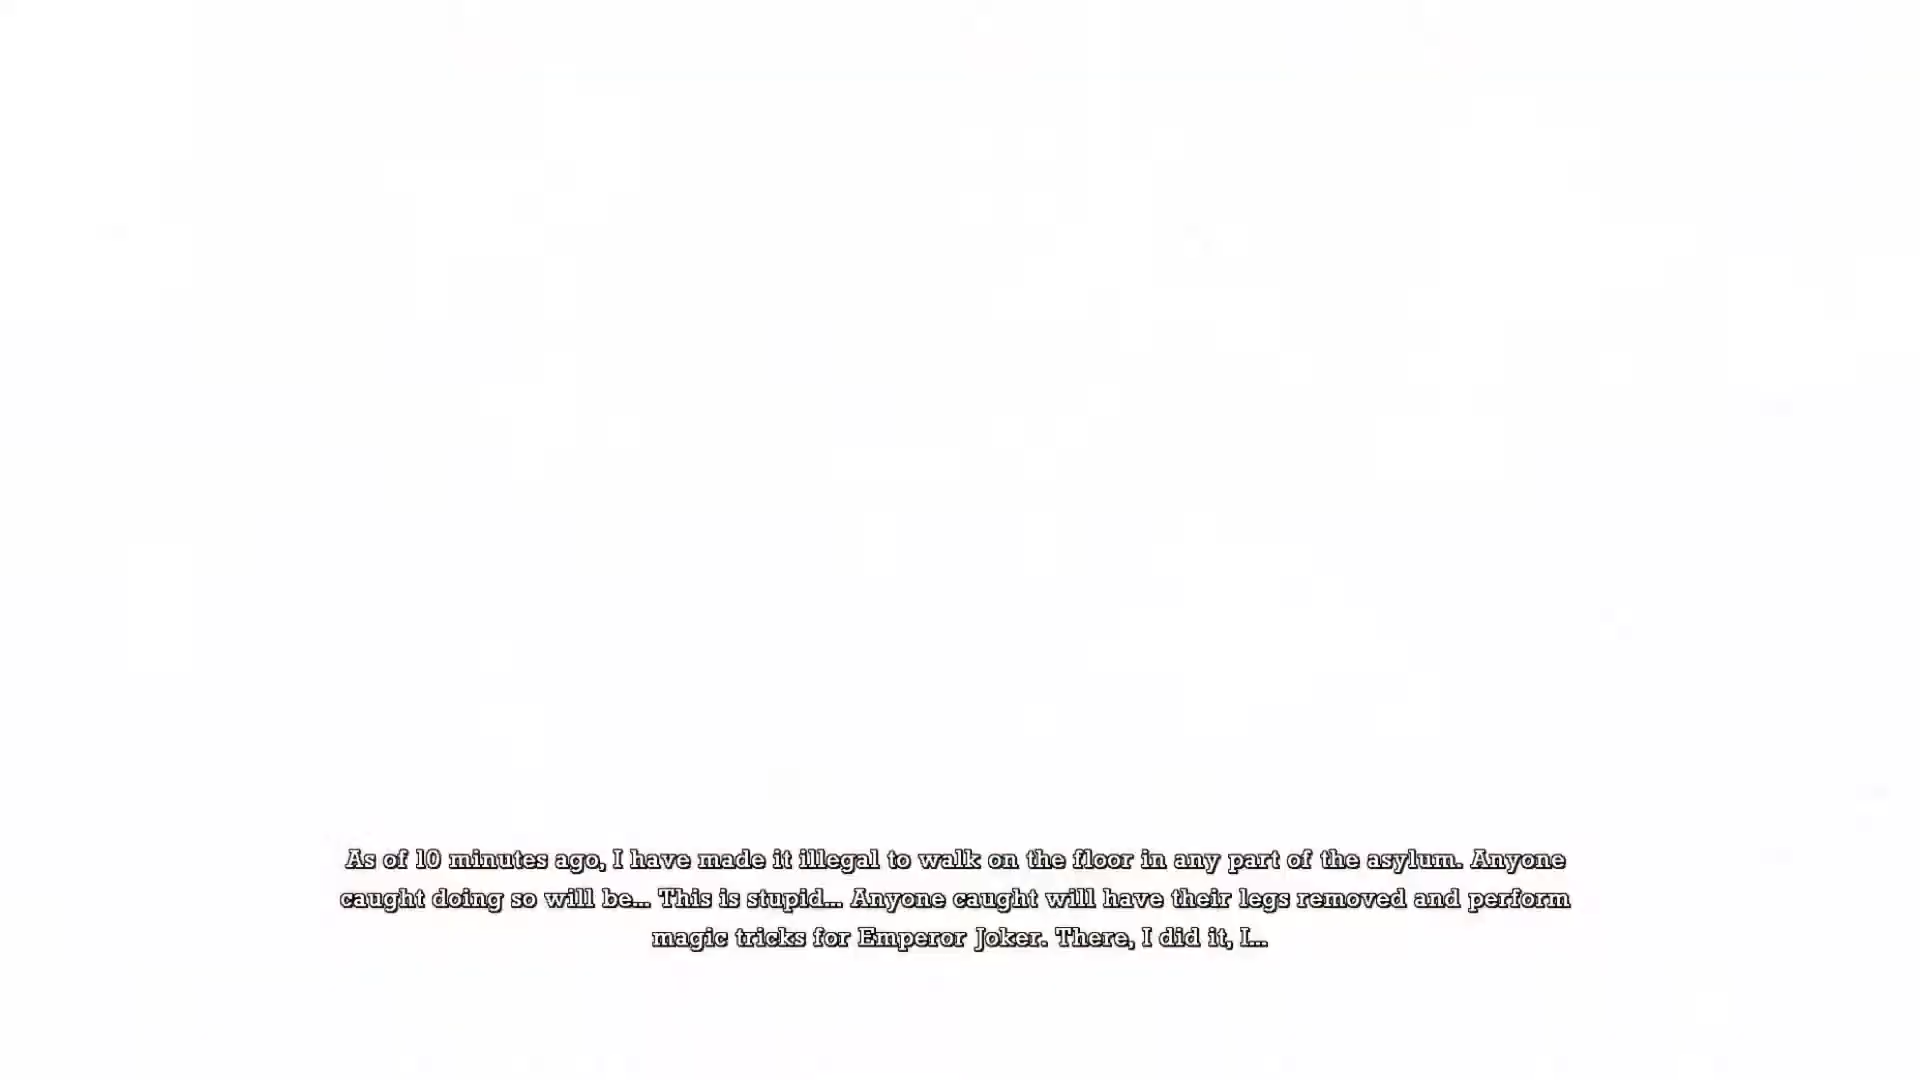 As of 10 minutes ago, I have made it illegal to walk on the floor in any part of the asylum. Anyone
caught doing so will be... This is stupid... Anyone caught will have their legs removed and perform
magic tricks for Emperor Joker. There, I did it, I...